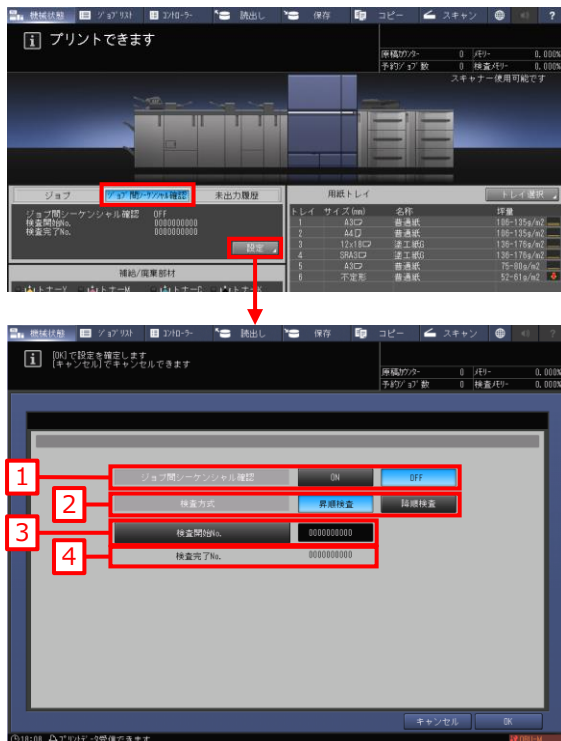 機械状態 ジョブリスト コントローラー 読出し 保存 コピー スキャン ?
i プリントできます
原稿カウンター 0 メモリー 0.000%
予約ジョブ数 0 検査メモリー 0.000%
スキャナー使用可能です
ジョブ ジョブ間シーケンシャル確認 未出力履歴
ジョブ間シーケンシャル確認 OFF
検査開始No. 0000000000
検査完了No. 0000000000
設定
補給/廃棄部材
トナーY トナーM トナーC トナーK
用紙トレイ トレイ選択
トレイ サイズ(mm) 名称 坪量
1 A3 普通紙 106-135g/m2
2 A4 普通紙 106-135g/m2
3 12x18 塗工紙G 136-176g/m2
4 SRA3 塗工紙G 136-176g/m2
5 A3 普通紙 75-80g/m2
6 不定形 普通紙 52-61g/m2
機械状態 ジョブリスト コントローラー 読出し 保存 コピー スキャン ?
i [OK]で設定を確定します
[キャンセル]でキャンセルできます
原稿カウンター 0 メモリー 0.000%
予約ジョブ数 0 検査メモリー 0.000%
1 ジョブ間シーケンシャル確認 ON OFF
2 検査方式 昇順検査 降順検査
3 検査開始No. 0000000000
4 検査完了No. 0000000000
キャンセル OK
18:08 プリントデータ受信できます